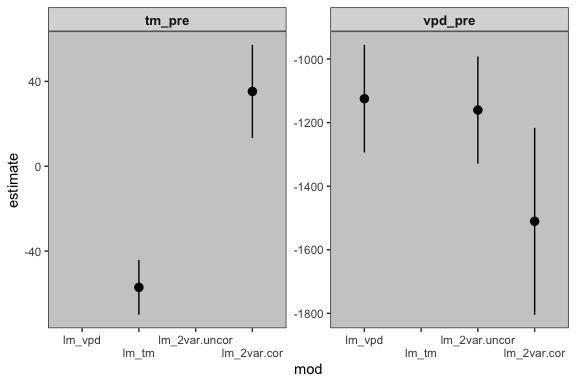 tm_pre
vpd_pre
estimate
40
0
-40
-1000
-1200
-1400
-1600
-1800
lm_vpd
lm_2var.uncor
lm_tm
lm_2var.cor
lm_vpd
lm_2var.uncor
lm_tm
lm_2var.cor
mod